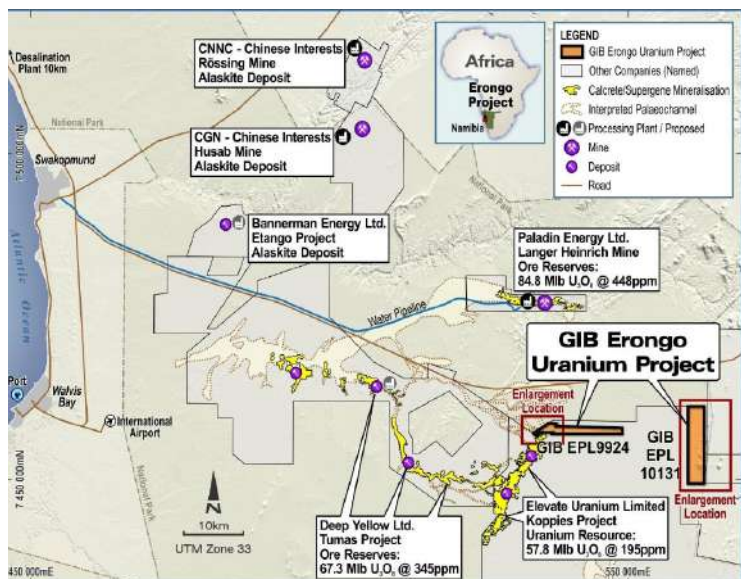 Desalination
Plant 10km
CNNC - Chinese Interests
Rössing Mine
Alaskite Deposit
Africa
Erongo
Project
Namibia
LEGEND
GIB Erongo Uranium Project
Other Companies (Named)
Calcrete/Supergene Mineralisation
Interpreted Palaeochannel
Processing Plant / Proposed
Mine
Deposit
Road
National Park
CGN - Chinese Interests
Husab Mine
Alaskite Deposit
7 500 000mN
Swakopmund
National Park
National Park
Bannerman Energy Ltd.
Etango Project
Alaskite Deposit
Paladin Energy Ltd.
Langer Heinrich Mine
Ore Reserves:
84.8 Mlb U₃O₈ @ 448ppm
Atlantic Ocean
Water Pipeline
GIB Erongo
Uranium Project
Port
Walvis
Bay
International
Airport
Enlargement
Location
GIB EPL9924
GIB
EPL
10131
Enlargement
Location
7 450 000mN
National Park
N
10km
UTM Zone 33
Deep Yellow Ltd.
Tumas Project
Ore Reserves:
67.3 Mlb U₃O₈ @ 345ppm
Elevate Uranium Limited
Koppies Project
Uranium Resource:
57.8 Mlb U₃O₈ @ 195ppm
450 000mE
550 000mE